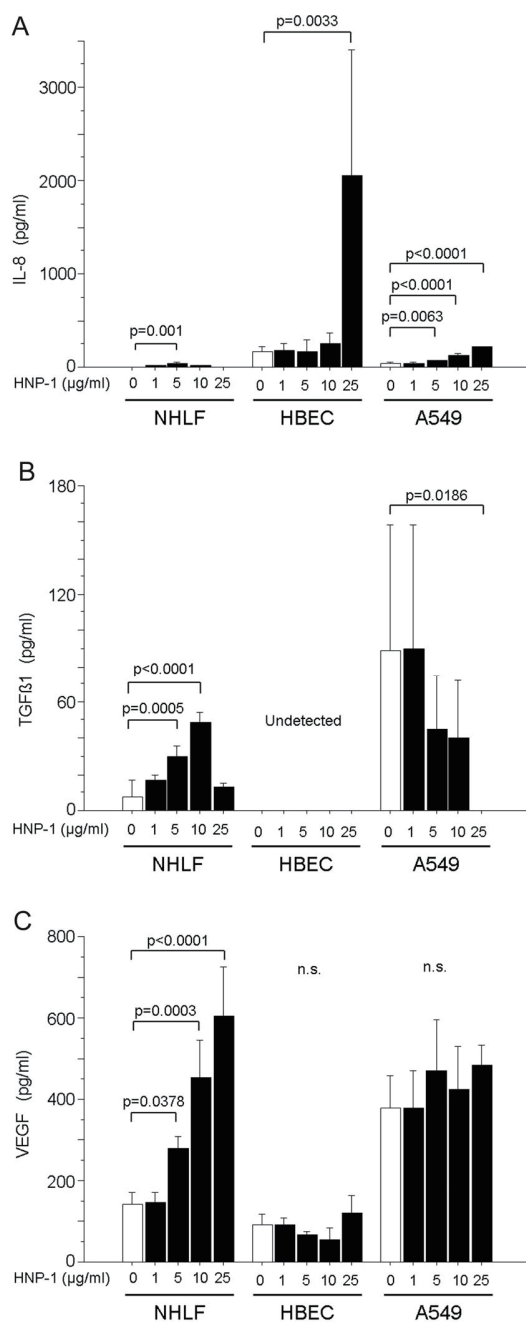 A
p=0.0033
3000
2000
1000
0
IL-8 (pg/ml)
p<0.0001
p<0.0001
p=0.0063
p=0.001
HNP-1 (µg/ml) 0 1 5 10 25 0 1 5 10 25 0 1 5 10 25
NHLF HBEC A549
B
180
120
60
0
TGFß1 (pg/ml)
p=0.0186
p<0.0001
p=0.0005
Undetected
HNP-1 (µg/ml) 0 1 5 10 25 0 1 5 10 25 0 1 5 10 25
NHLF HBEC A549
C
800
600
400
200
0
VEGF (pg/ml)
p<0.0001
n.s. n.s.
p=0.0003
p=0.0378
HNP-1 (µg/ml) 0 1 5 10 25 0 1 5 10 25 0 1 5 10 25
NHLF HBEC A549